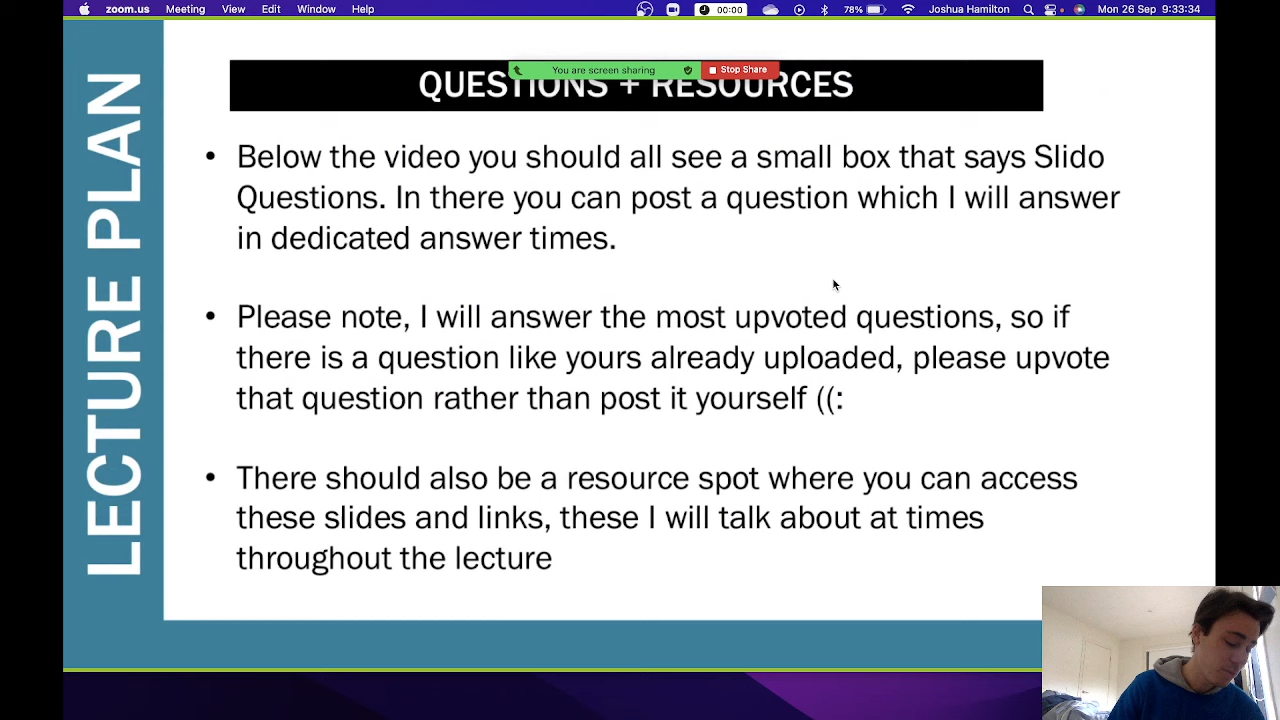 zoom.us Meeting View Edit Window Help 00:00 78% Joshua Hamilton Mon 26 Sep 9:33:34
You are screen sharing Stop Share
QUESTIONS + RESOURCES
LECTURE PLAN
• Below the video you should all see a small box that says Slido
Questions. In there you can post a question which I will answer
in dedicated answer times.
• Please note, I will answer the most upvoted questions, so if
there is a question like yours already uploaded, please upvote
that question rather than post it yourself ((:
• There should also be a resource spot where you can access
these slides and links, these I will talk about at times
throughout the lecture